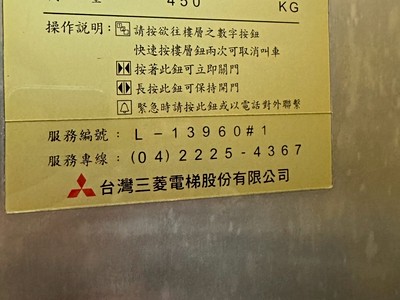 450 KG
操作說明：請按欲往樓層之數字按鈕
快速按樓層鈕兩次可取消叫車
按著此鈕可立即關門
長按此鈕可保持開門
緊急時請按此鈕或以電話對外聯繫
服務編號：L-13960#1
服務專線：(04)2225-4367
台灣三菱電梯股份有限公司